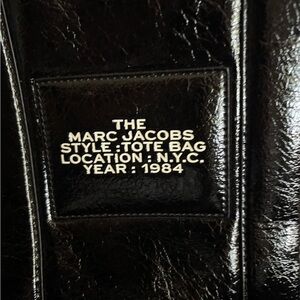 THE
MARC JACOBS
STYLE :TOTE BAG
LOCATION : N.Y.C.
YEAR : 1984